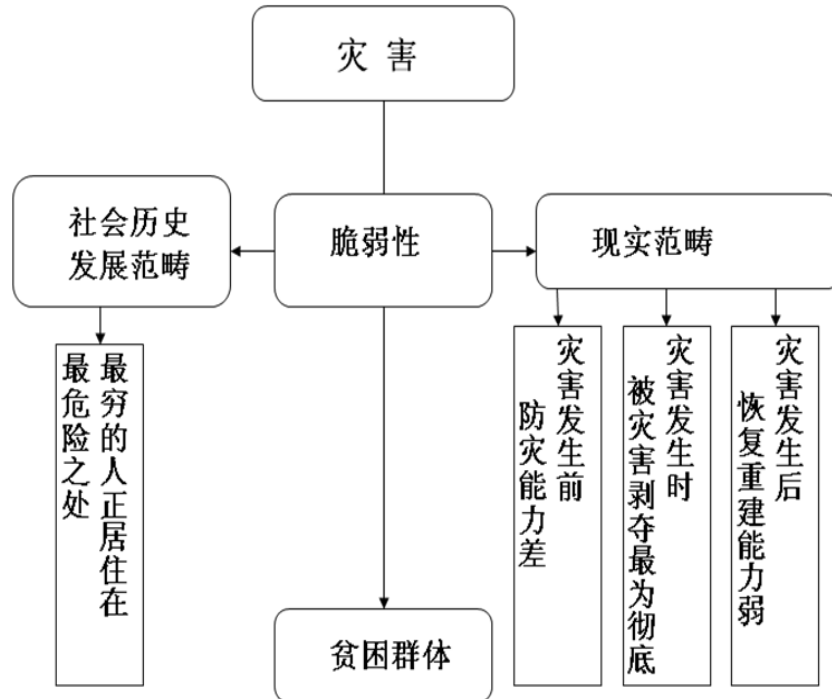 灾 害
社会历史
发展范畴
脆弱性
现实范畴
最穷的人正居住在
最危险之处
灾害发生前
防灾能力差
灾害发生时
被灾害剥夺最为彻底
灾害发生后
恢复重建能力弱
贫困群体